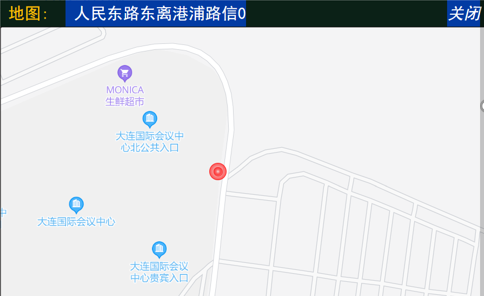 地图： 人民东路东离港浦路信0 关闭
MONICA
生鲜超市
大连国际会议中
心北公共入口
中
大连国际会议中心
大连国际会议
中心贵宾入口